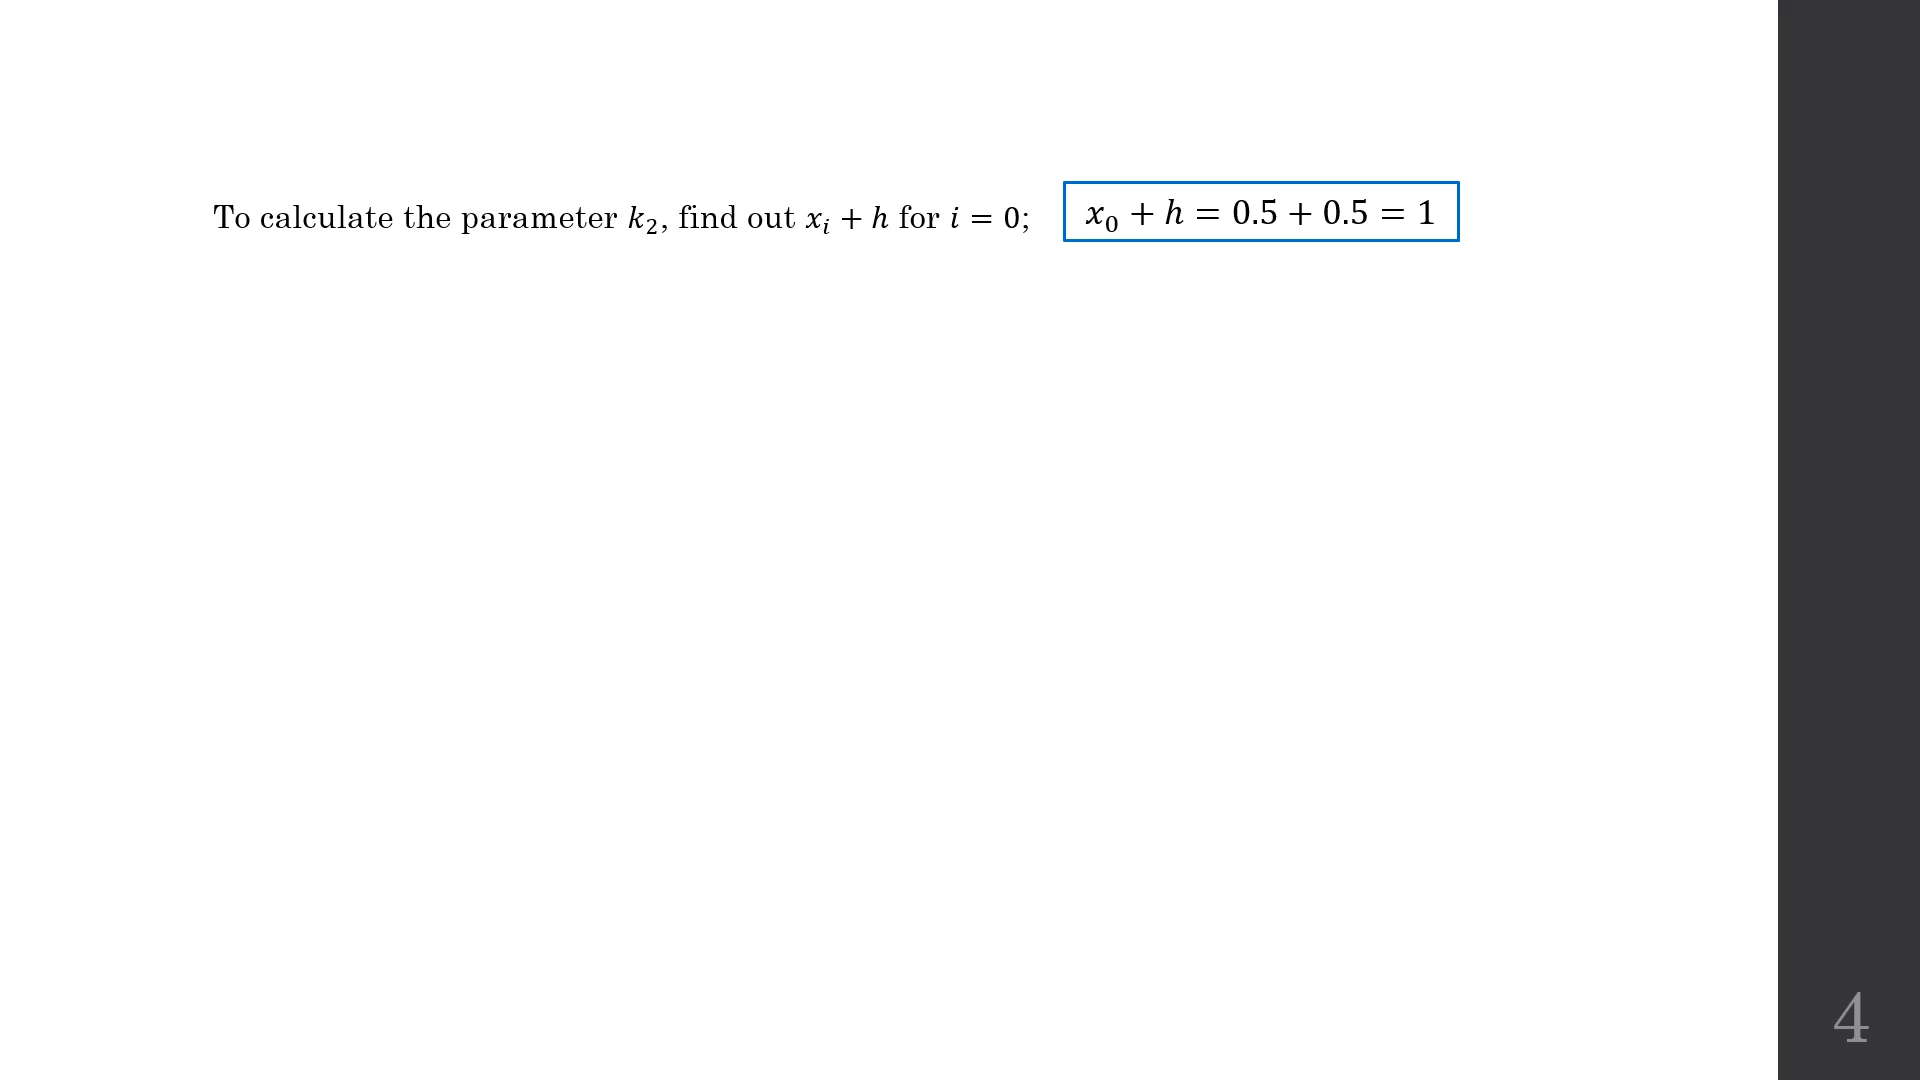 To calculate the parameter k₂, find out xᵢ + h for i = 0; x₀ + h = 0.5 + 0.5 = 1
4